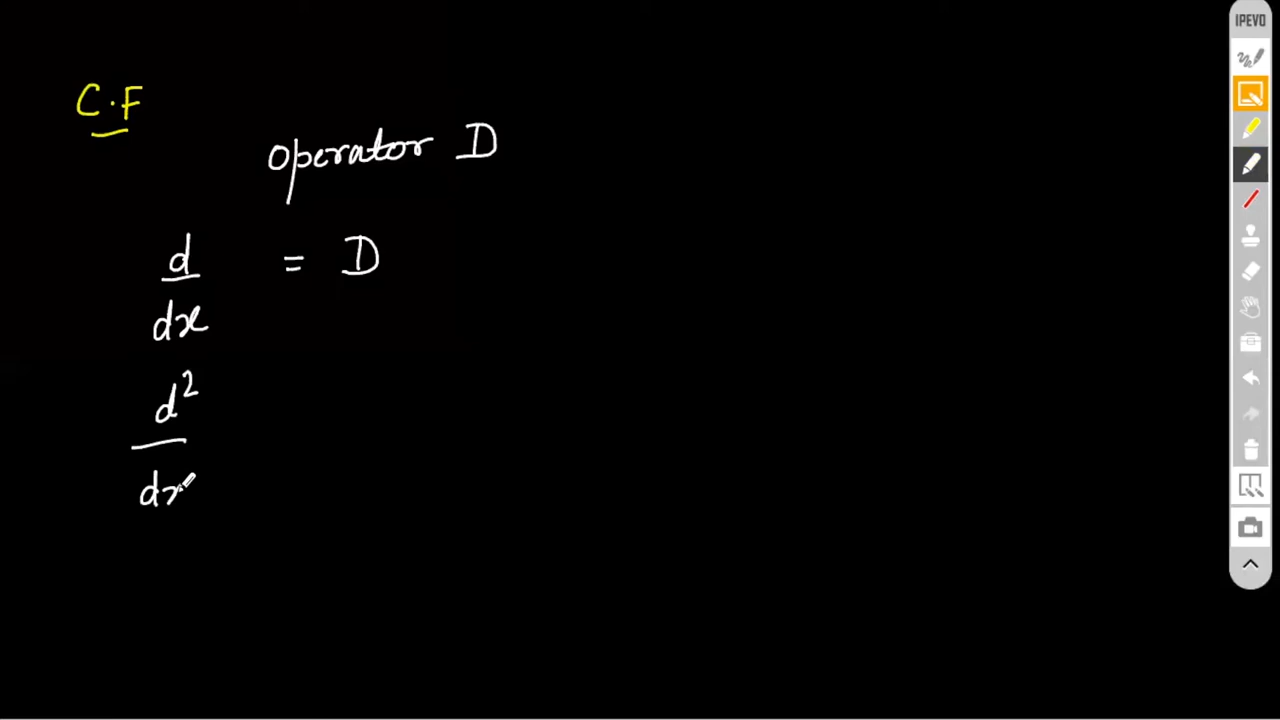 IPEVO
C.F
operator D
d/dx = D
d²
dx